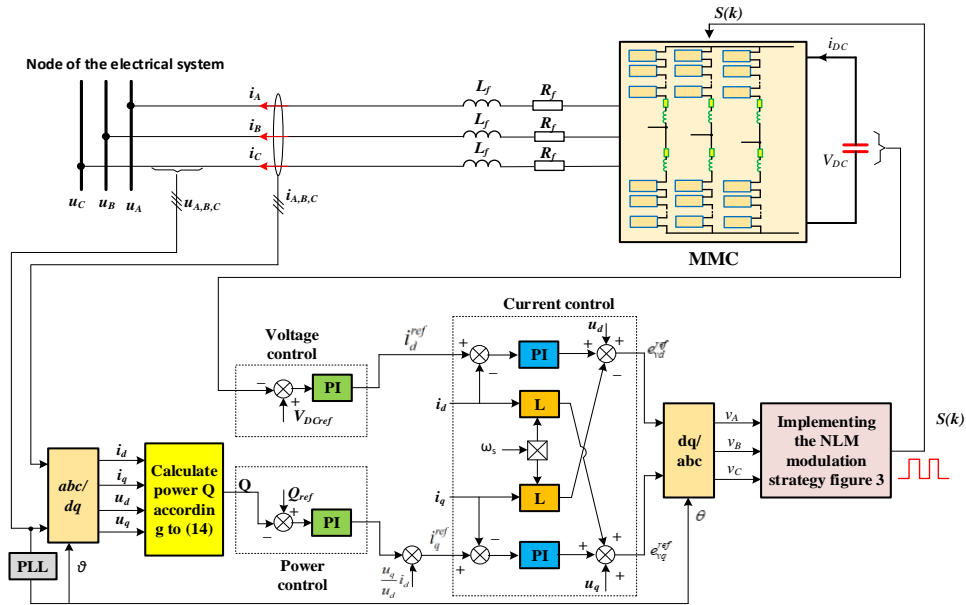 S(k)
Node of the electrical system
i_A
L_f
R_f
i_B
L_f
R_f
i_C
L_f
R_f
i_DC
V_DC
u_C
u_B
u_A
u_A,B,C
i_A,B,C
MMC
Current control
Voltage control
i_d^ref
+
−
PI
+
u_d
+
−
e_vd^ref
−
+
PI
V_DCref
i_d
L
ω_s
i_q
L
dq/
abc
v_A
v_B
v_C
Implementing
the NLM
modulation
strategy figure 3
S(k)
abc/
dq
i_d
i_q
u_d
u_q
Calculate
power Q
accordin
g to (14)
Q
Q_ref
−
+
PI
Power
control
u_q
u_d
i_d
i_q^ref
+
−
PI
+
+
+
u_q
e_vq^ref
PLL
ϑ
θ